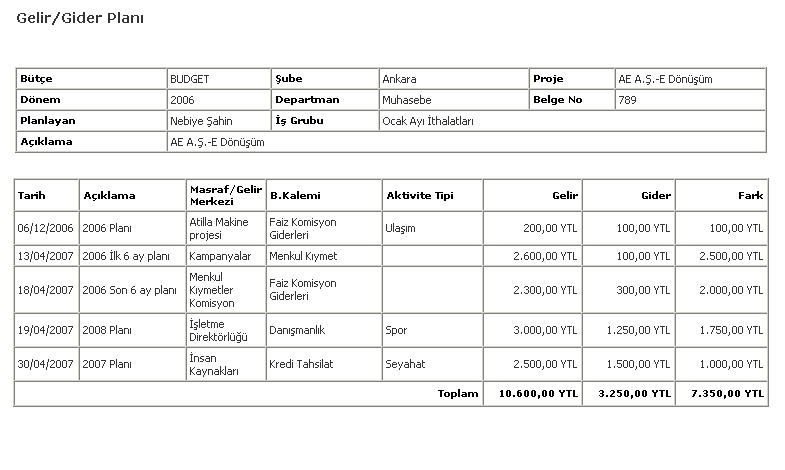 Gelir/Gider Planı
Bütçe BUDGET Şube Ankara Proje AE A.Ş.-E Dönüşüm
Dönem 2006 Departman Muhasebe Belge No 789
Planlayan Nebiye Şahin İş Grubu Ocak Ayı İthalatları
Açıklama AE A.Ş.-E Dönüşüm
Tarih Açıklama Masraf/Gelir Merkezi B.Kalemi Aktivite Tipi Gelir Gider Fark
06/12/2006 2006 Planı Atilla Makine projesi Faiz Komisyon Giderleri Ulaşım 200,00 YTL 100,00 YTL 100,00 YTL
13/04/2007 2006 İlk 6 ay planı Kampanyalar Menkul Kıymet 2.600,00 YTL 100,00 YTL 2.500,00 YTL
18/04/2007 2006 Son 6 ay planı Menkul Kıymetler Komisyon Faiz Komisyon Giderleri 2.300,00 YTL 300,00 YTL 2.000,00 YTL
19/04/2007 2008 Planı İşletme Direktörlüğü Danışmanlık Spor 3.000,00 YTL 1.250,00 YTL 1.750,00 YTL
30/04/2007 2007 Planı İnsan Kaynakları Kredi Tahsilat Seyahat 2.500,00 YTL 1.500,00 YTL 1.000,00 YTL
Toplam 10.600,00 YTL 3.250,00 YTL 7.350,00 YTL